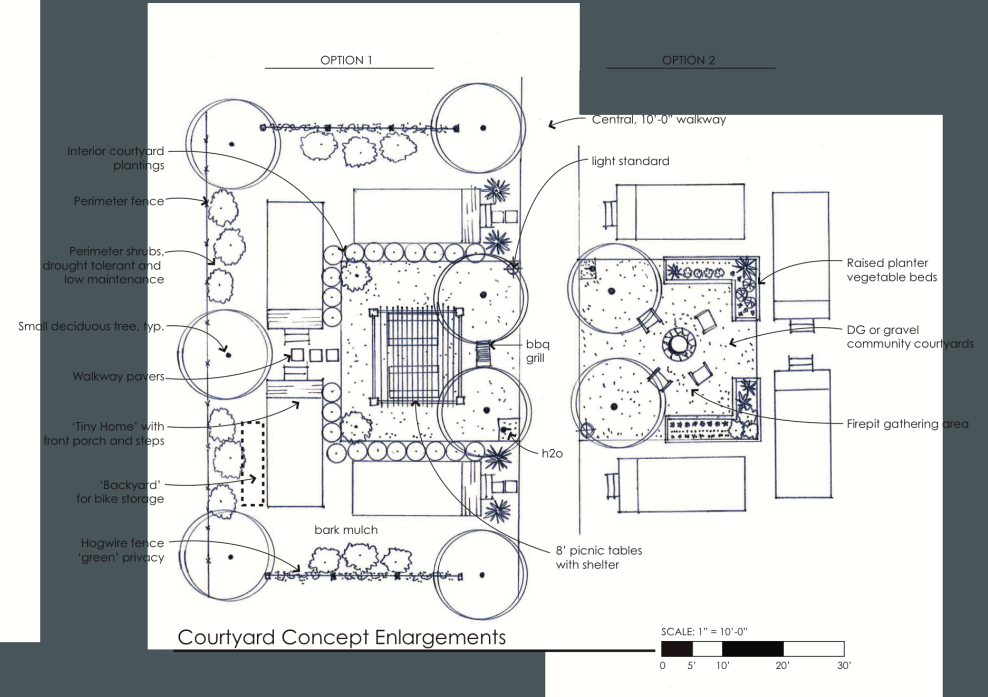 OPTION 1
OPTION 2
Central, 10'-0" walkway
light standard
Interior courtyard
plantings
Perimeter fence
Perimeter shrubs,
drought tolerant and
low maintenance
Small deciduous tree, typ.
Walkway pavers
'Tiny Home' with
front porch and steps
'Backyard'
for bike storage
Hogwire fence
'green' privacy
bark mulch
bbq
grill
h2o
8' picnic tables
with shelter
Raised planter
vegetable beds
DG or gravel
community courtyards
Firepit gathering area
Courtyard Concept Enlargements
SCALE: 1" = 10'-0"
0 5' 10' 20' 30'